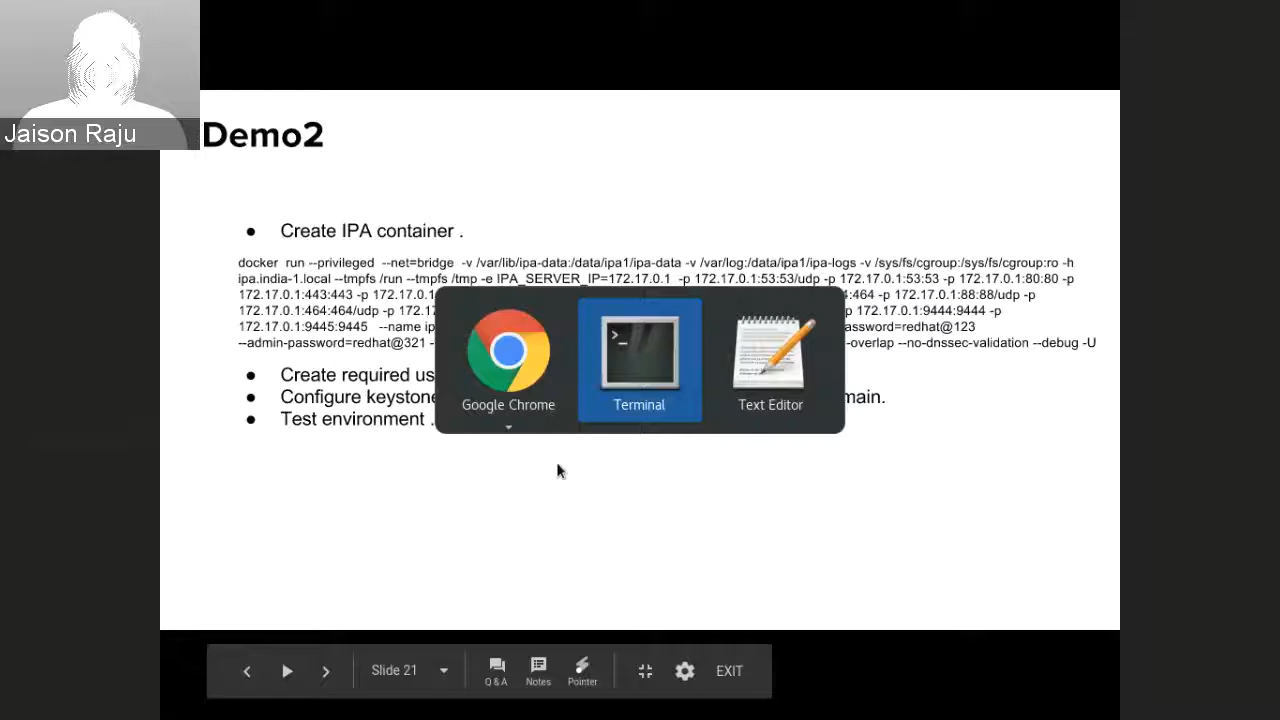 Jaison Raju
Demo2
● Create IPA container .
docker run --privileged --net=bridge -v /var/lib/ipa-data:/data/ipa1/ipa-data -v /var/log:/data/ipa1/ipa-logs -v /sys/fs/cgroup:/sys/fs/cgroup:ro -h
ipa.india-1.local --tmpfs /run --tmpfs /tmp -e IPA_SERVER_IP=172.17.0.1 -p 172.17.0.1:53:53/udp -p 172.17.0.1:53:53 -p 172.17.0.1:80:80 -p
172.17.0.1:443:443 -p 172.0 :464 -p 172.17.0.1:88:88/udp -p
172.17.0.1:464:464/udp -p 172 p 172.17.0.1:9444:9444 -p
172.17.0.1:9445:9445 --name ip assword=redhat@123
--admin-password=redhat@321 - -overlap --no-dnssec-validation --debug -U
● Create required us
● Configure keystone main.
● Test environment .
Google Chrome
Terminal
Text Editor
Slide 21
Q & A
Notes
Pointer
EXIT